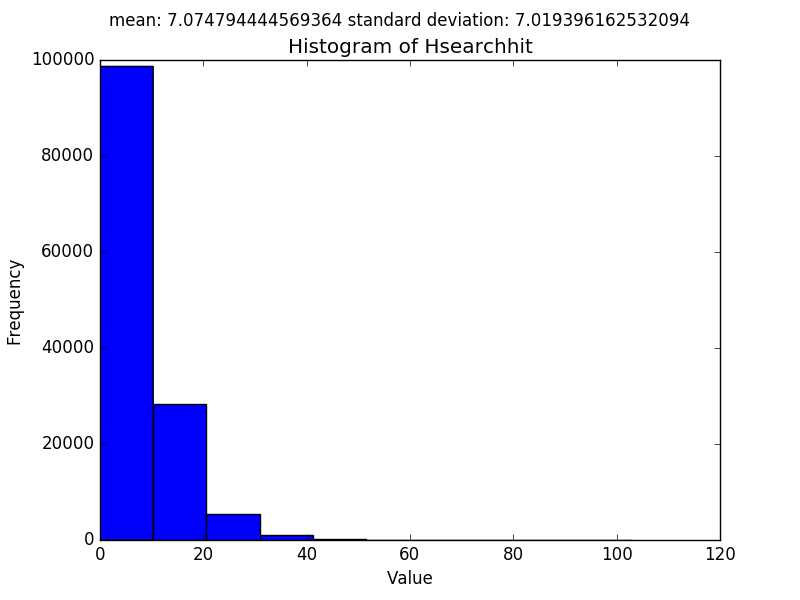 mean: 7.074794444569364 standard deviation: 7.019396162532094
Histogram of Hsearchhit
100000
80000
60000
40000
20000
0
Frequency
0 20 40 60 80 100 120
Value